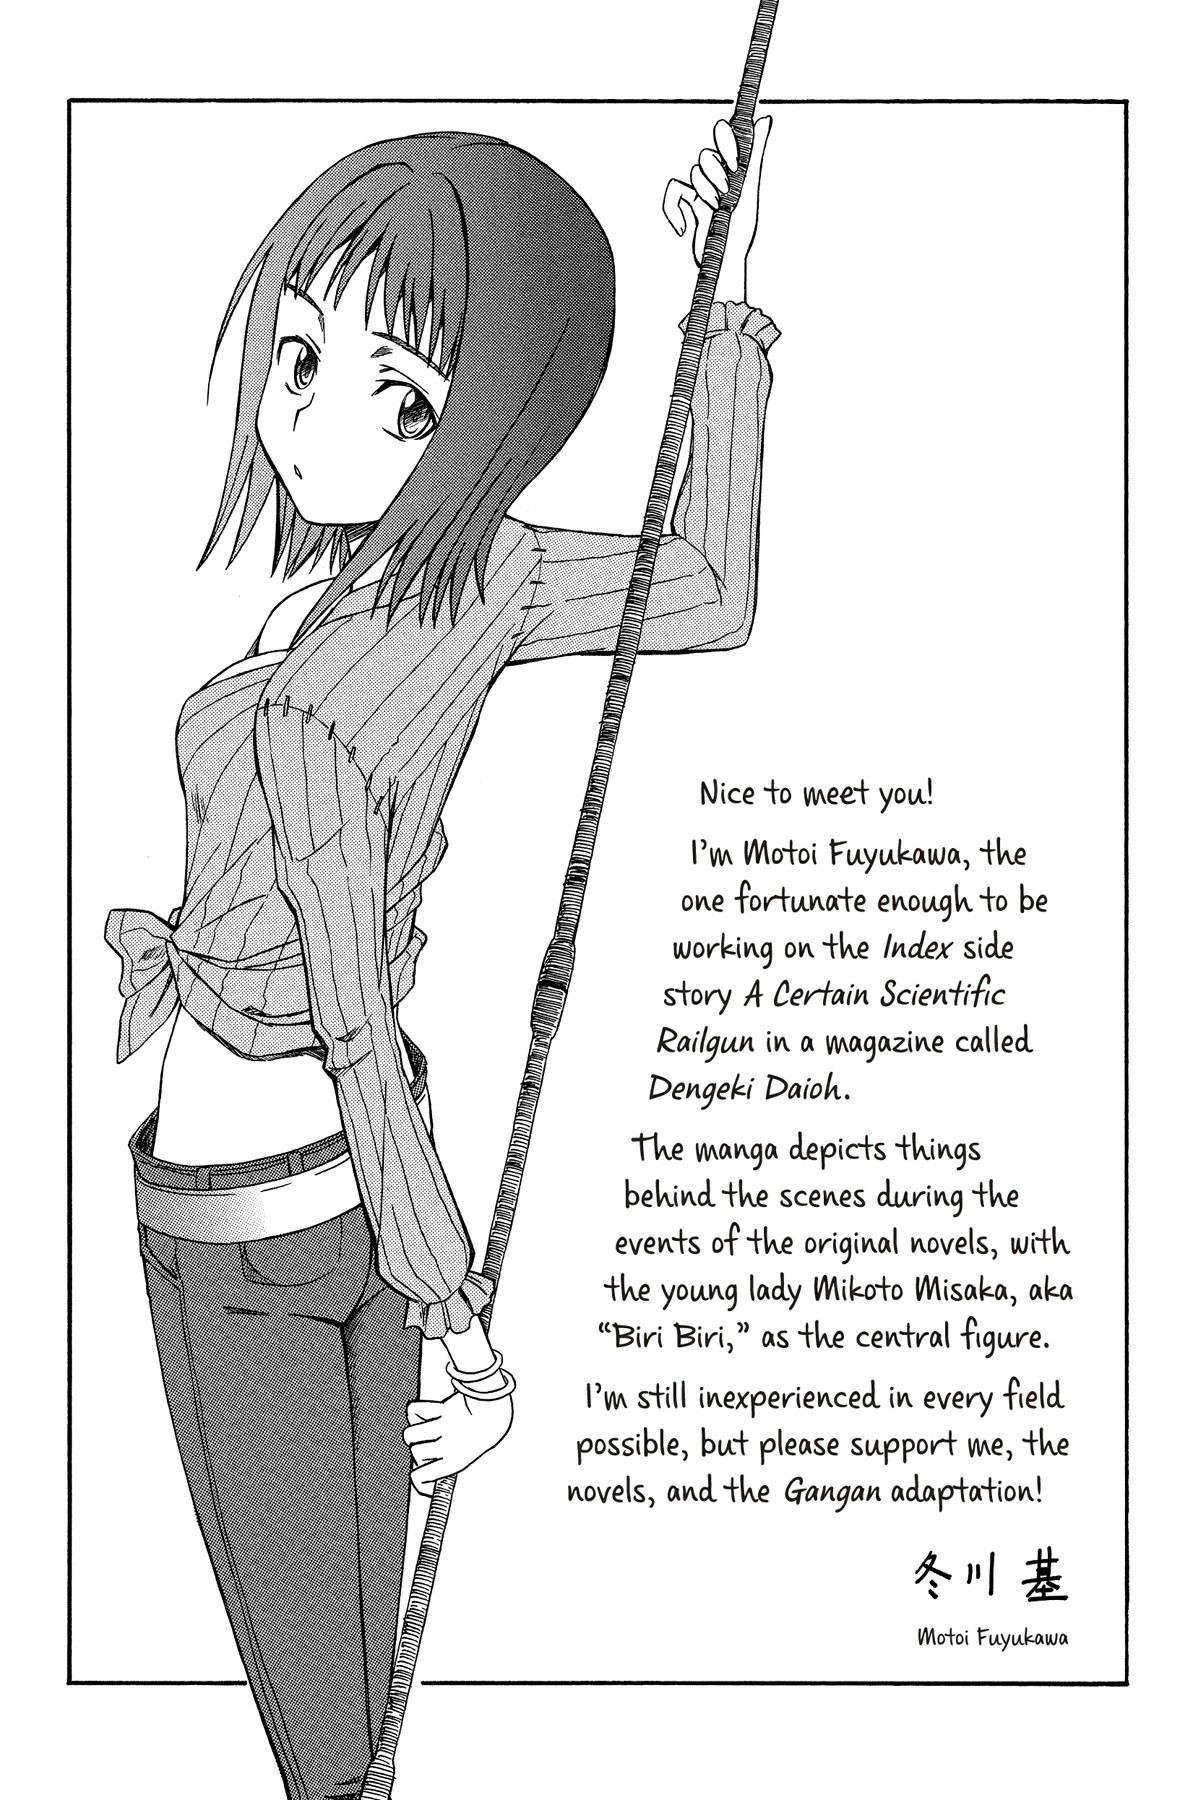 Nice to meet you!
I'm Motoi Fuyukawa, the
one fortunate enough to be
working on the Index side
story A Certain Scientific
Railgun in a magazine called
Dengeki Daioh.
The manga depicts things
behind the scenes during the
events of the original novels, with
the young lady Mikoto Misaka, aka
“Biri Biri,” as the central figure.
I'm still inexperienced in every field
possible, but please support me, the
novels, and the Gangan adaptation!
冬川 基
Motoi Fuyukawa